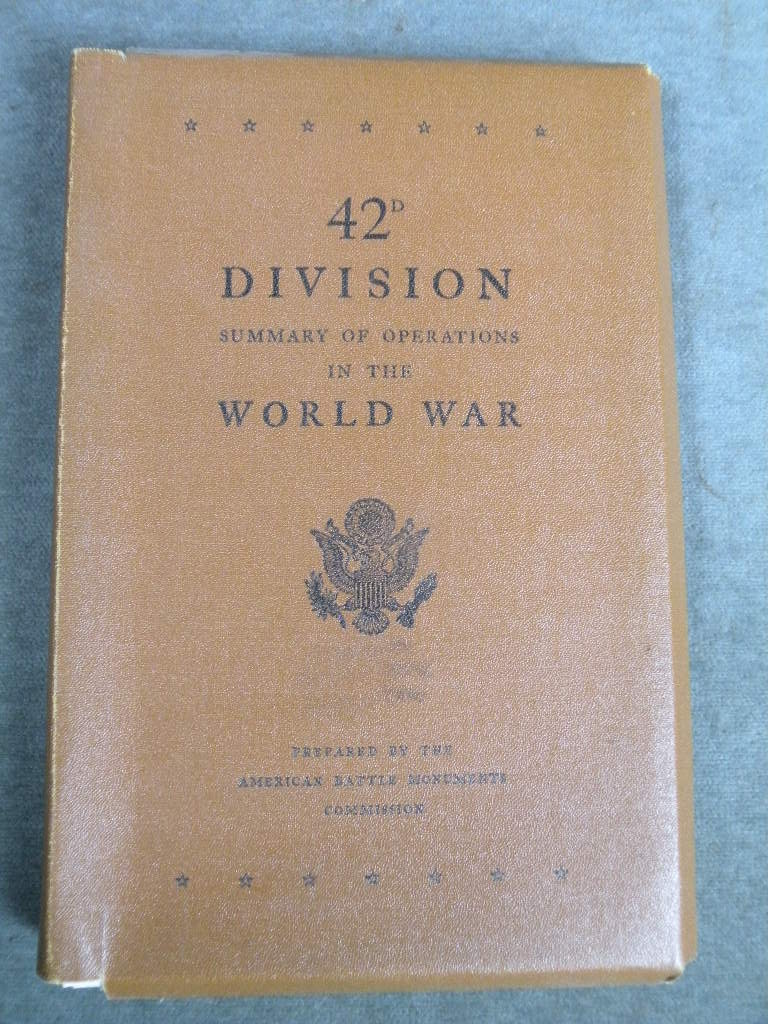 42D
DIVISION
SUMMARY OF OPERATIONS
IN THE
WORLD WAR
PREPARED BY THE
AMERICAN BATTLE MONUMENTS
COMMISSION